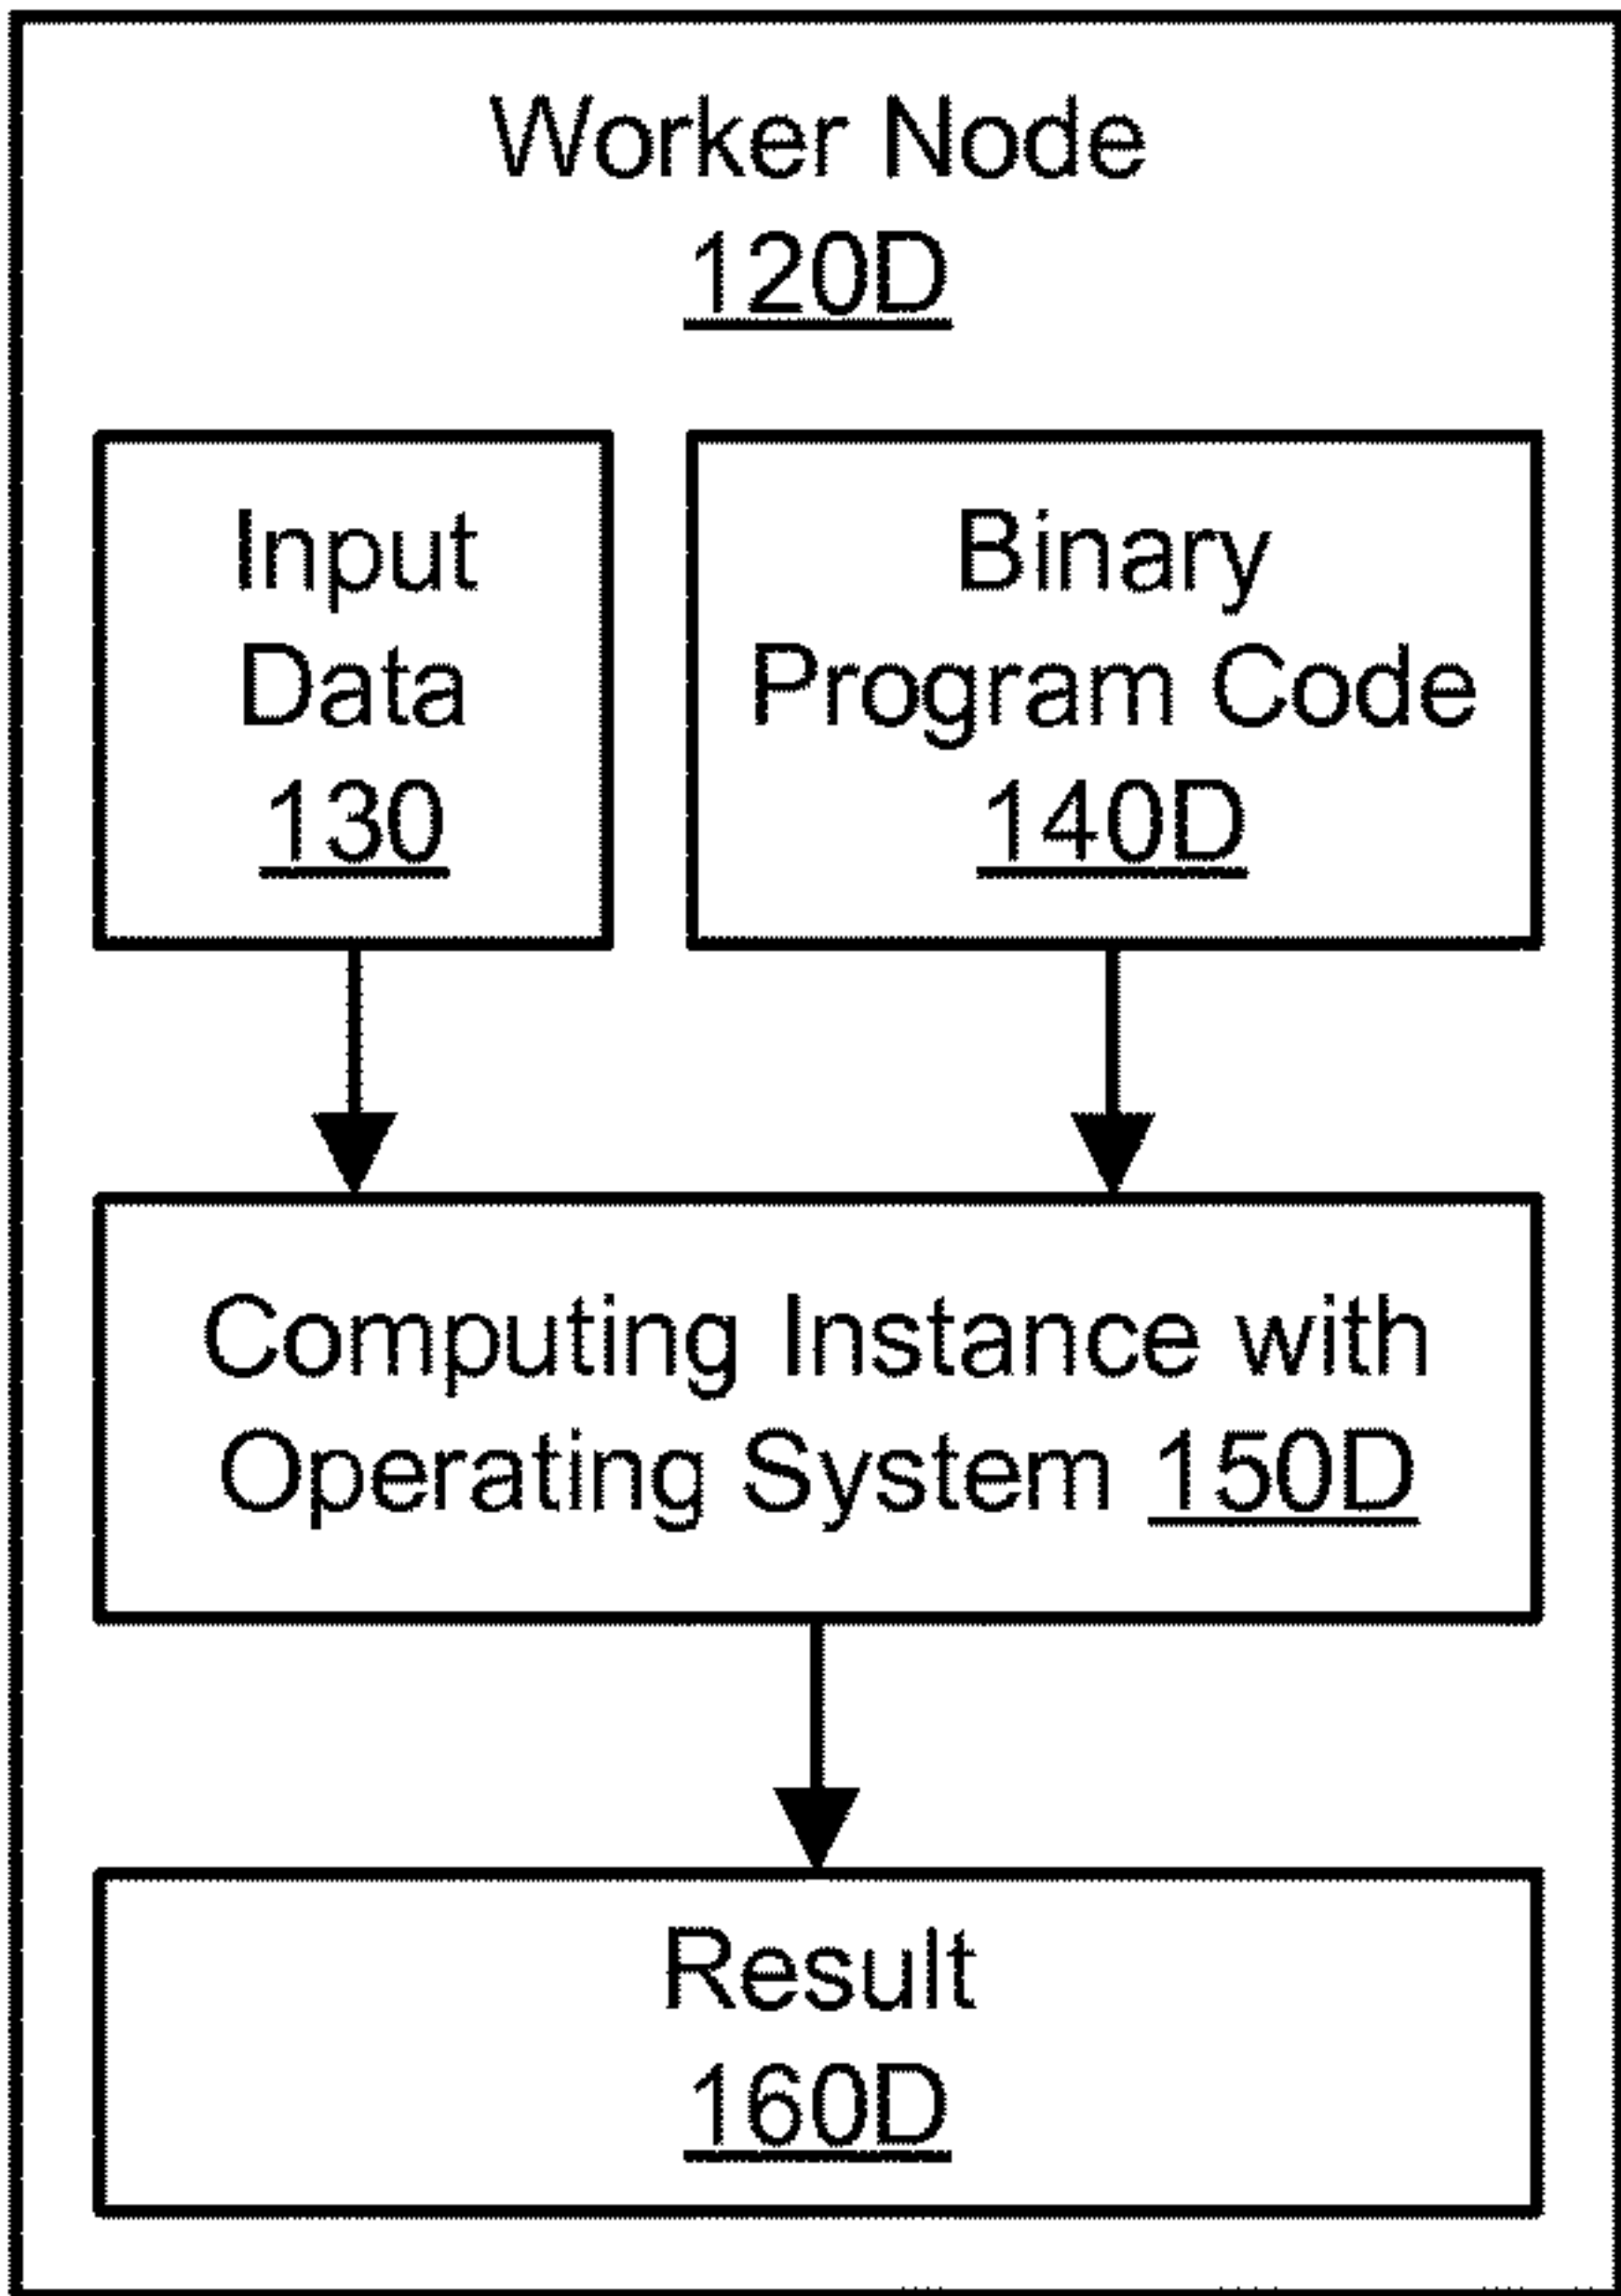 Worker Node
120D
Input
Data
130
Binary
Program Code
140D
Computing Instance with
Operating System 150D
Result
160D